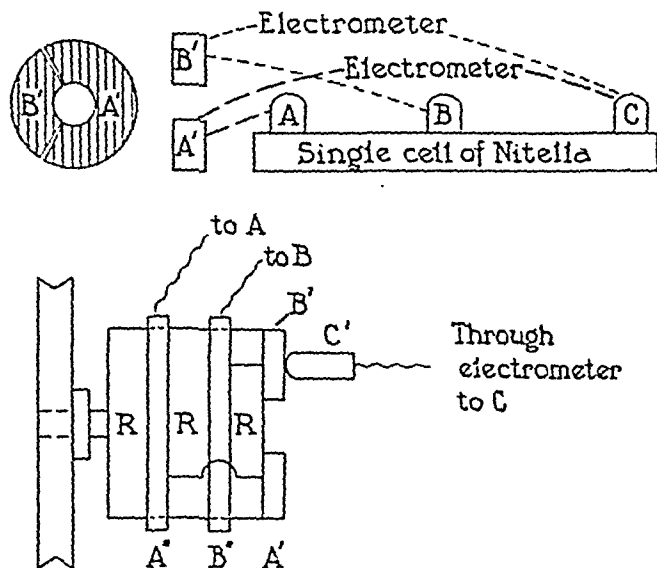 Electrometer
B'
Electrometer
B' A'
A'
A
B
C
Single cell of Nitella
to A
to B
B'
C'
Through
electrometer
to C
R
R
R
A"
B"
A'